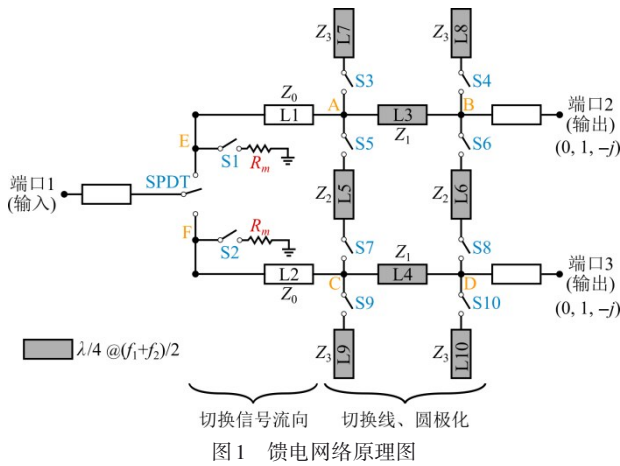 Z3 L7 Z3 L8
S3 S4
Z0 A B 端口2
L1 L3 (输出)
E Z1 (0, 1, −j)
S1 Rm S5 S6
端口1 SPDT Z2 L5 Z2 L6
(输入)
F Rm
S2 S7 Z1 S8 端口3
L2 C L4 D (输出)
Z0 S9 S10 (0, 1, −j)
λ/4 @(f1+f2)/2 Z3 L9 Z3 L10
切换信号流向 切换线、圆极化
图1 馈电网络原理图